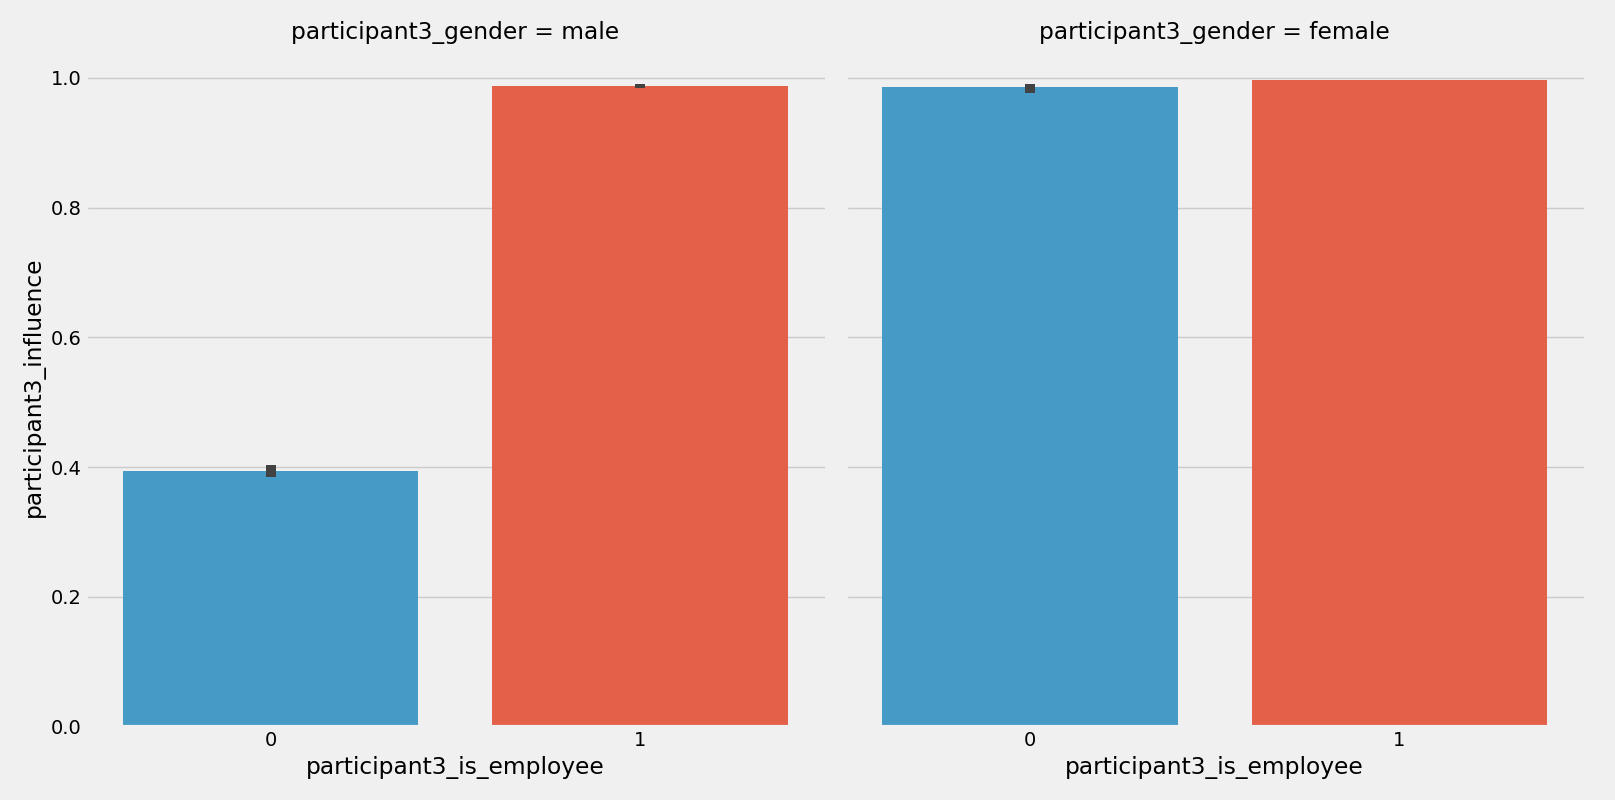 participant3_gender = male
participant3_gender = female
participant3_influence
1.0
0.8
0.6
0.4
0.2
0.0
0 1
0 1
participant3_is_employee
participant3_is_employee